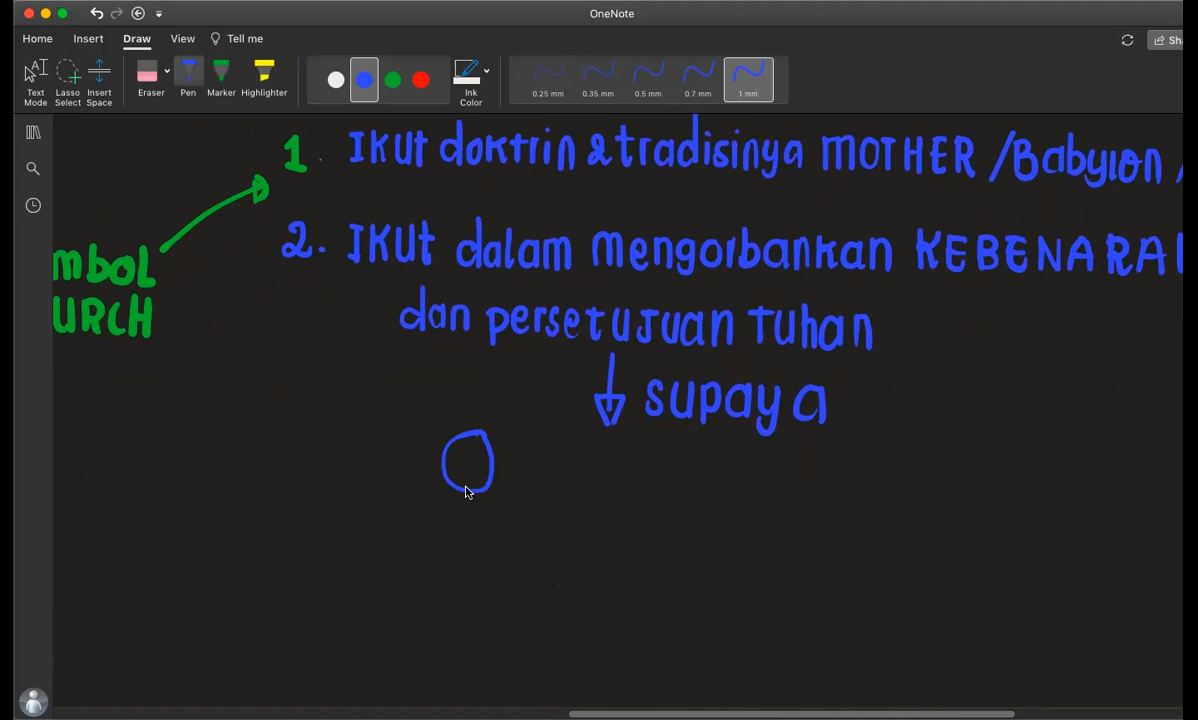 OneNote
Home Insert Draw View Tell me
Sha
Text Mode Lasso Select Insert Space Eraser Pen Marker Highlighter Ink Color 0.25 mm 0.35 mm 0.5 mm 0.7 mm 1 mm
1. Ikut doktrin & tradisinya MOTHER /Babylon /
2. Ikut dalam mengorbankan KEBENARAN
dan persetujuan Tuhan
supaya
MBOL
URCH